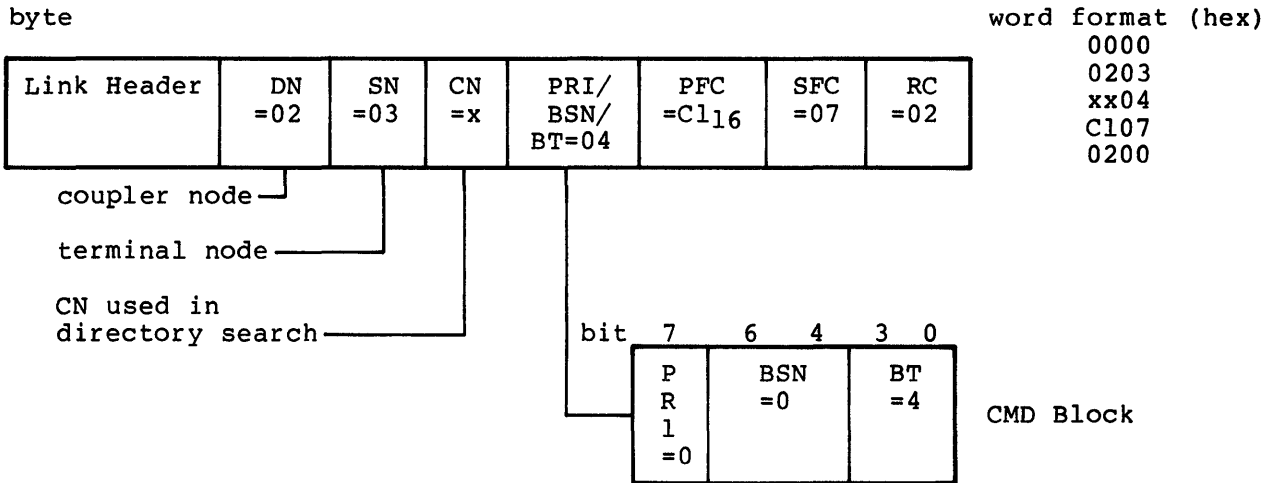 byte
word format (hex)
0000
0203
xx04
C107
0200
Link Header
DN
=02
SN
=03
CN
=x
PRI/
BSN/
BT=04
PFC
=C1₁₆
SFC
=07
RC
=02
coupler node
terminal node
CN used in
directory search
bit 7 6 4 3 0
P
R
1
=0
BSN
=0
BT
=4
CMD Block